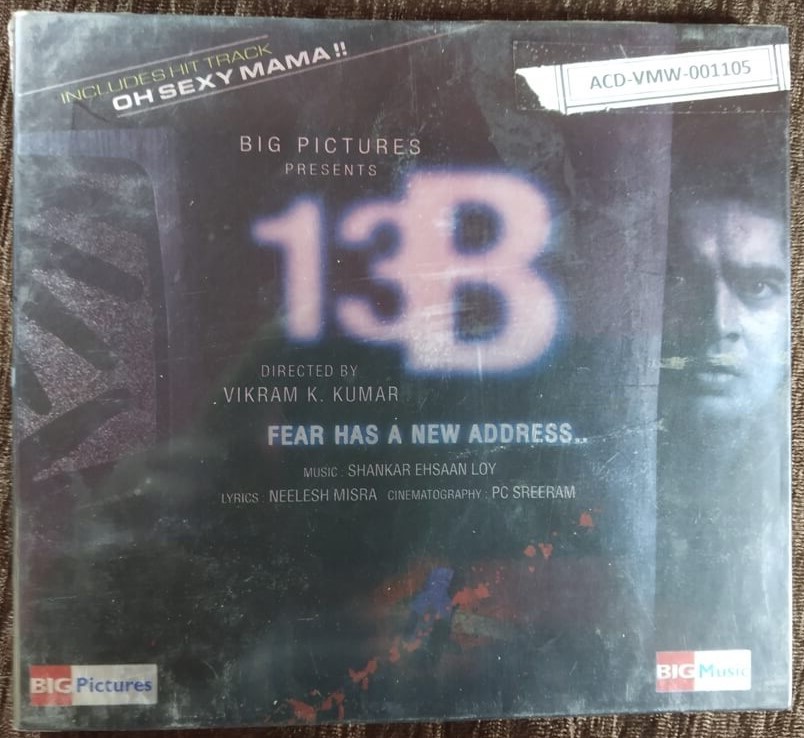 INCLUDES HIT TRACK
OH SEXY MAMA!!
ACD-VMW-001105
BIG PICTURES
PRESENTS
13B
DIRECTED BY
VIKRAM K. KUMAR
FEAR HAS A NEW ADDRESS...
MUSIC : SHANKAR EHSAAN LOY
LYRICS : NEELESH MISRA CINEMATOGRAPHY : PC SREERAM
BIG Pictures
BIG Music